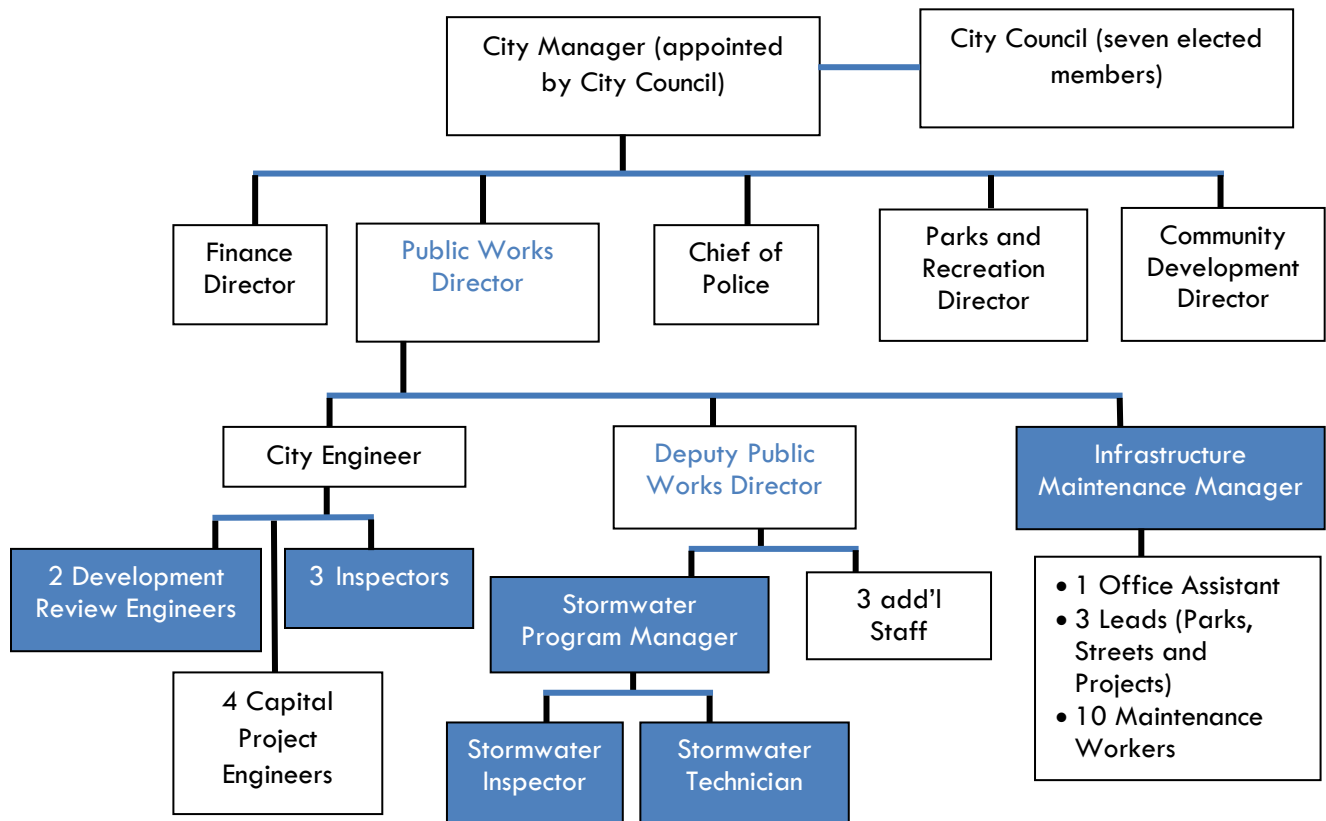 City Manager (appointed
by City Council)
City Council (seven elected
members)
Finance
Director
Public Works
Director
Chief of
Police
Parks and
Recreation
Director
Community
Development
Director
City Engineer
Deputy Public
Works Director
Infrastructure
Maintenance Manager
2 Development
Review Engineers
3 Inspectors
4 Capital
Project
Engineers
Stormwater
Program Manager
3 add’l
Staff
Stormwater
Inspector
Stormwater
Technician
• 1 Office Assistant
• 3 Leads (Parks,
Streets and
Projects)
• 10 Maintenance
Workers